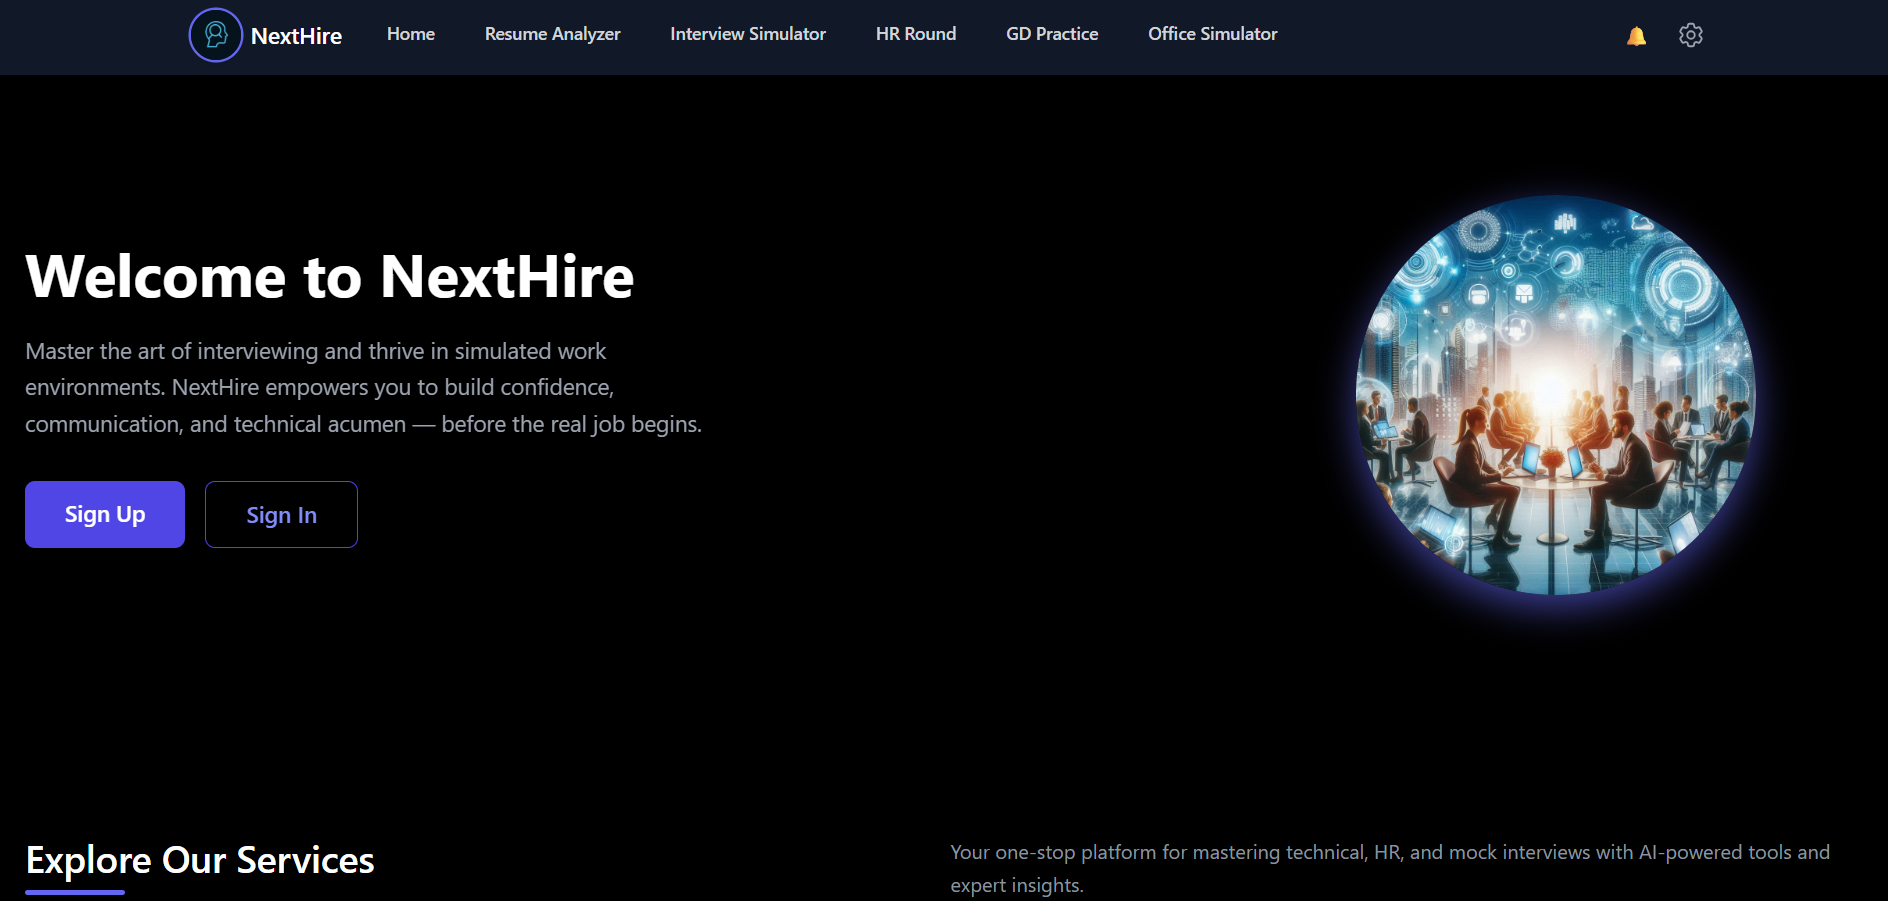 NextHire
Home
Resume Analyzer
Interview Simulator
HR Round
GD Practice
Office Simulator
Welcome to NextHire
Master the art of interviewing and thrive in simulated work
environments. NextHire empowers you to build confidence,
communication, and technical acumen — before the real job begins.
Sign Up
Sign In
Explore Our Services
Your one-stop platform for mastering technical, HR, and mock interviews with AI-powered tools and
expert insights.